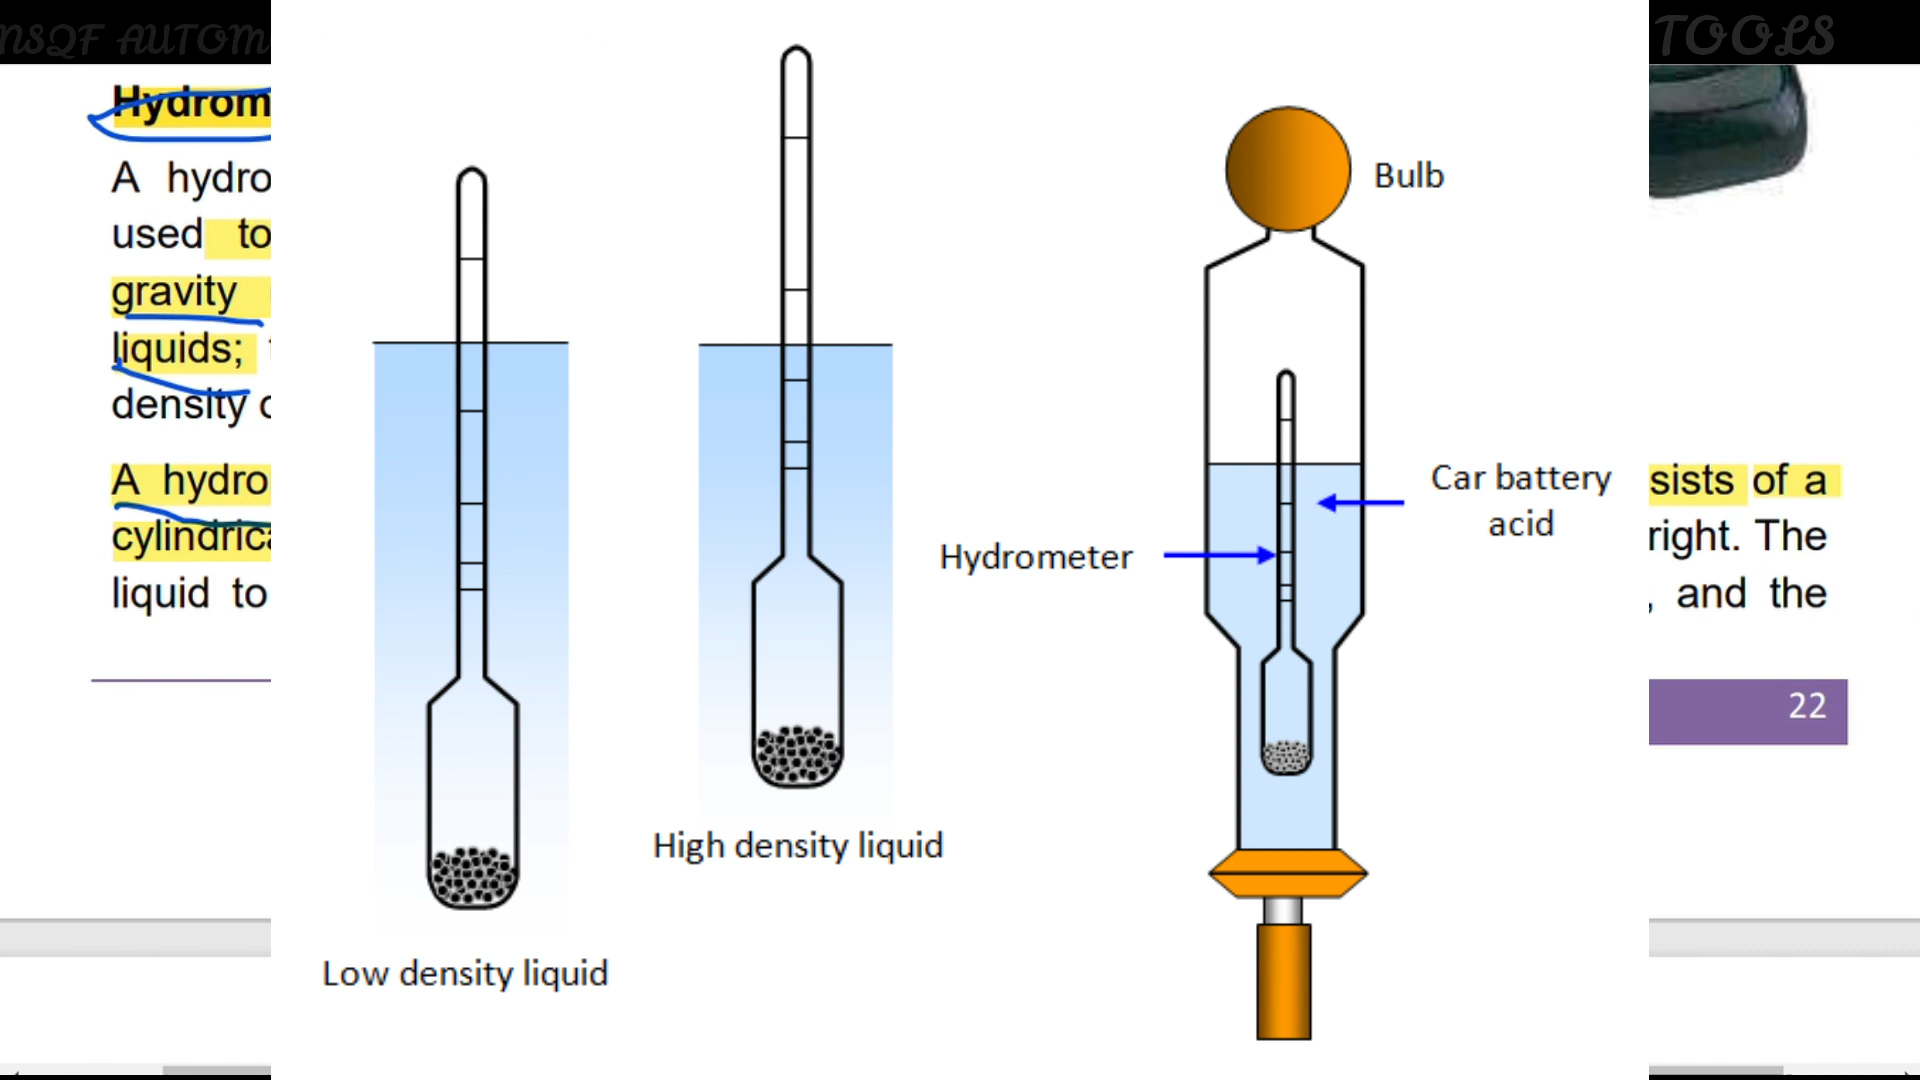 NSQF AUTOM
TOOLS
Hydrom
A hydro
used to
gravity
liquids;
density
A hydro
sists of a
cylindrica
right. The
liquid to
, and the
22
Bulb
Car battery
acid
Hydrometer
High density liquid
Low density liquid